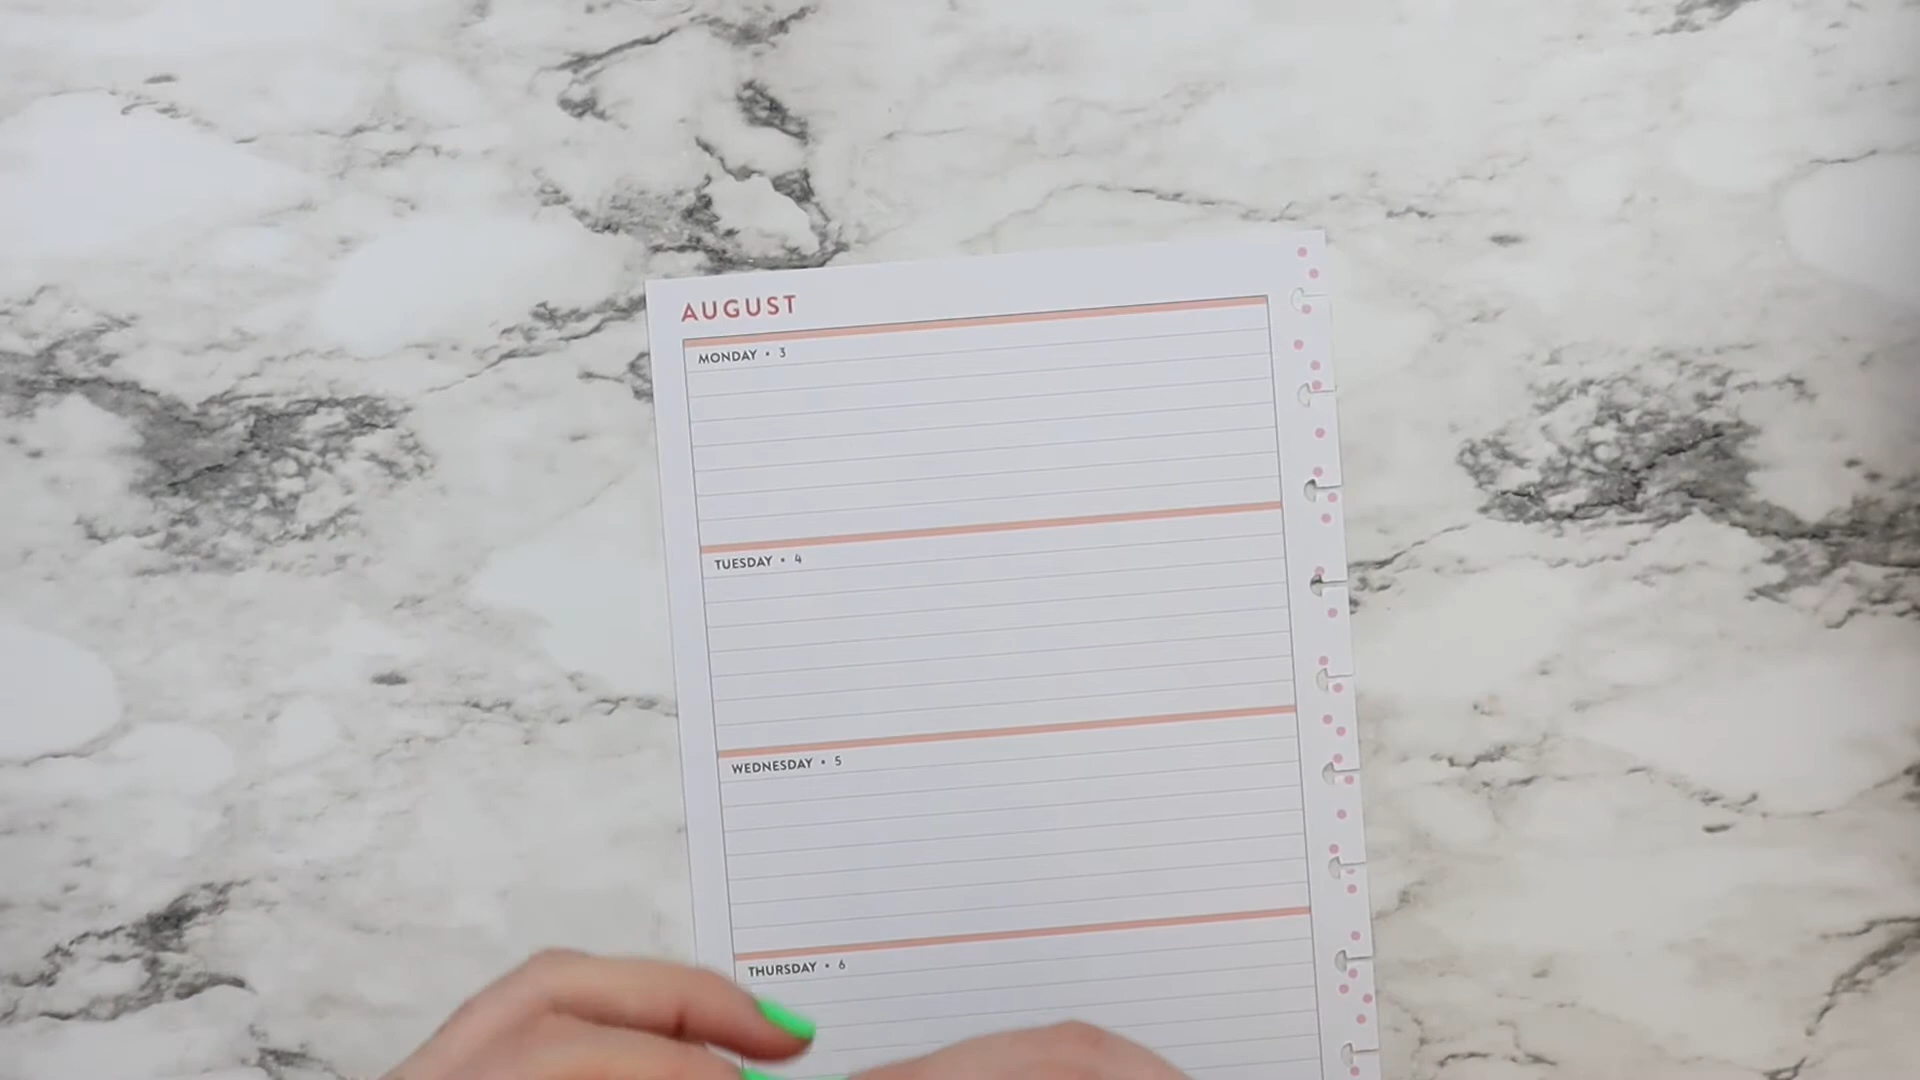 AUGUST
MONDAY • 3
TUESDAY • 4
WEDNESDAY • 5
THURSDAY • 6